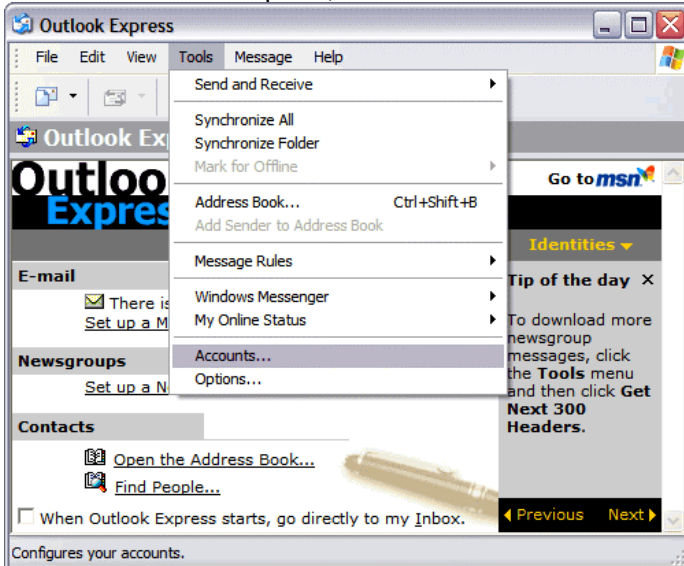 Outlook Express
File Edit View Tools Message Help
Send and Receive
Synchronize All
Synchronize Folder
Mark for Offline
Address Book... Ctrl+Shift+B
Add Sender to Address Book
Message Rules
Windows Messenger
My Online Status
Accounts...
Options...
Outlook Ex
Outloo
Expres
Go to msn
Identities
E-mail
There is
Set up a M
Newsgroups
Set up a N
Contacts
Open the Address Book...
Find People...
When Outlook Express starts, go directly to my Inbox.
Tip of the day ×
To download more
newsgroup
messages, click
the Tools menu
and then click Get
Next 300
Headers.
Previous Next
Configures your accounts.